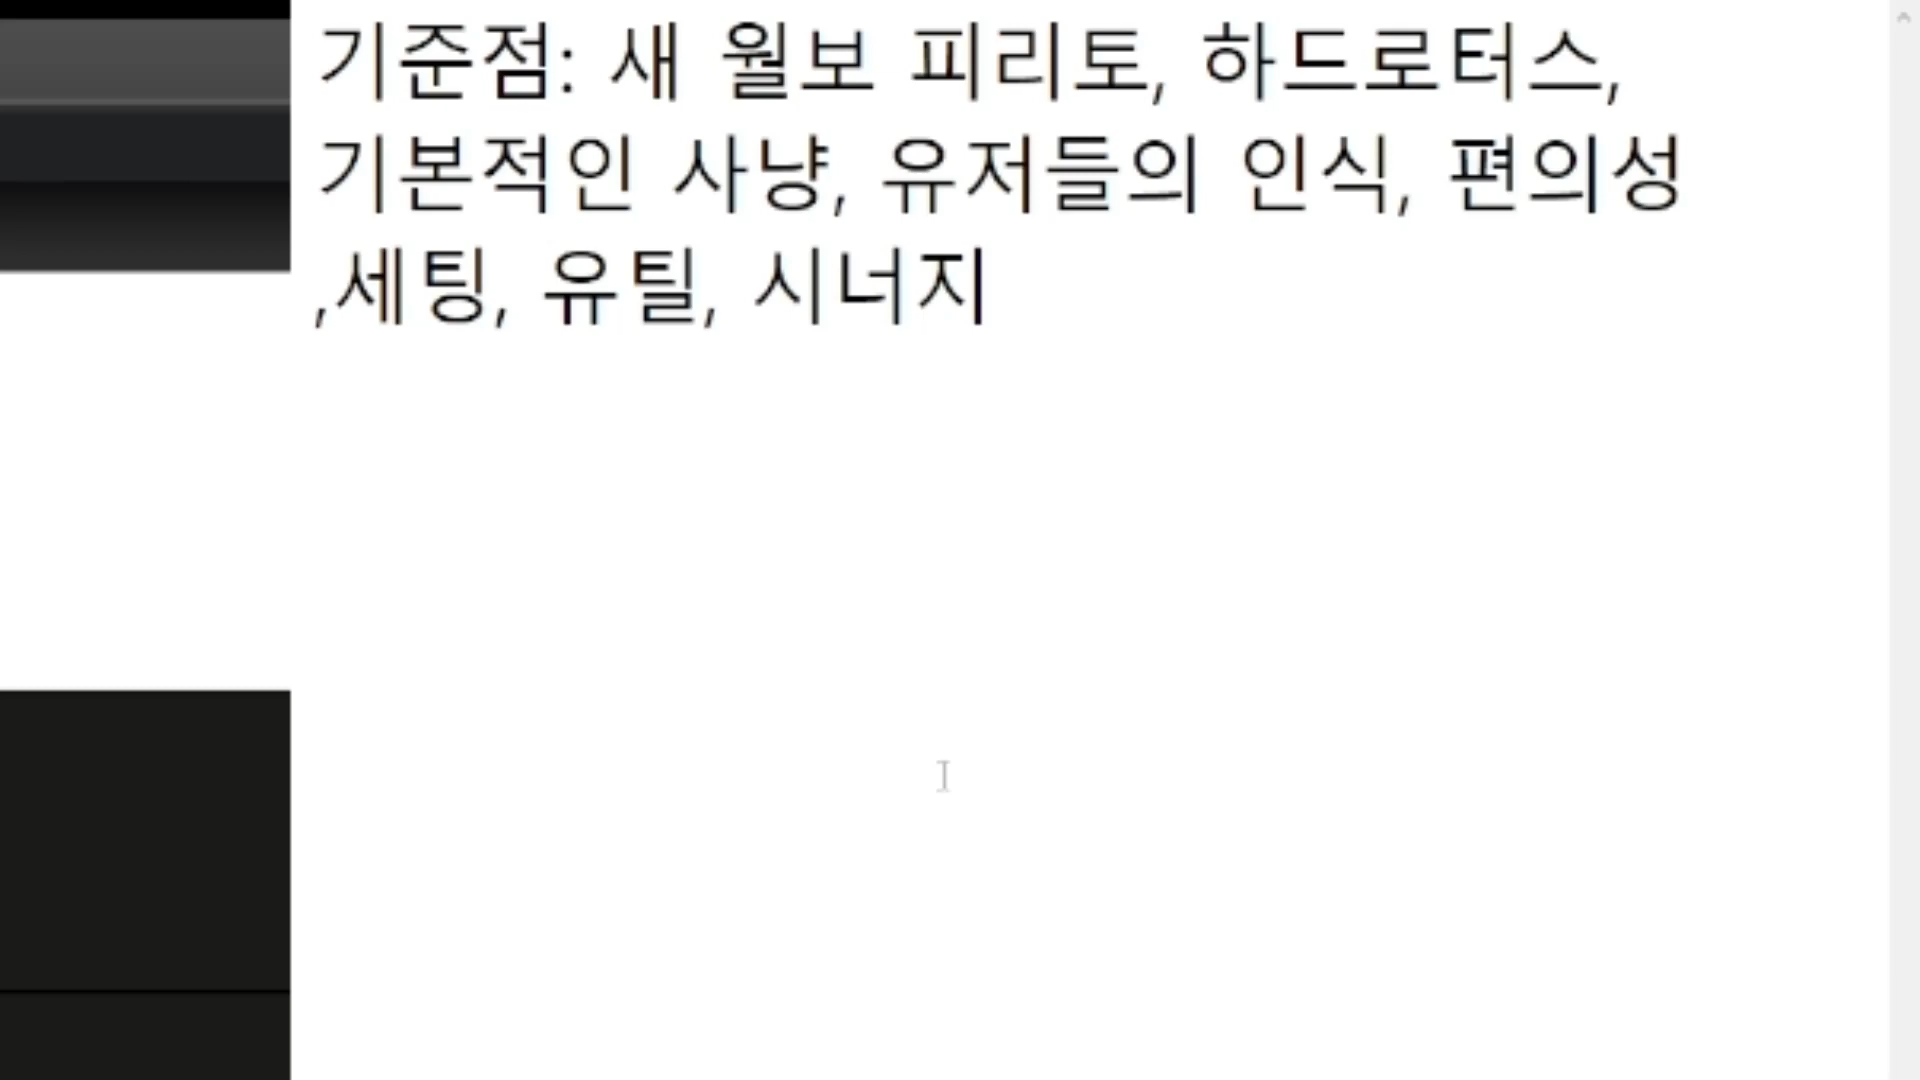 기준점: 새 월보 피리토, 하드로터스,
기본적인 사냥, 유저들의 인식, 편의성
,세팅, 유틸, 시너지